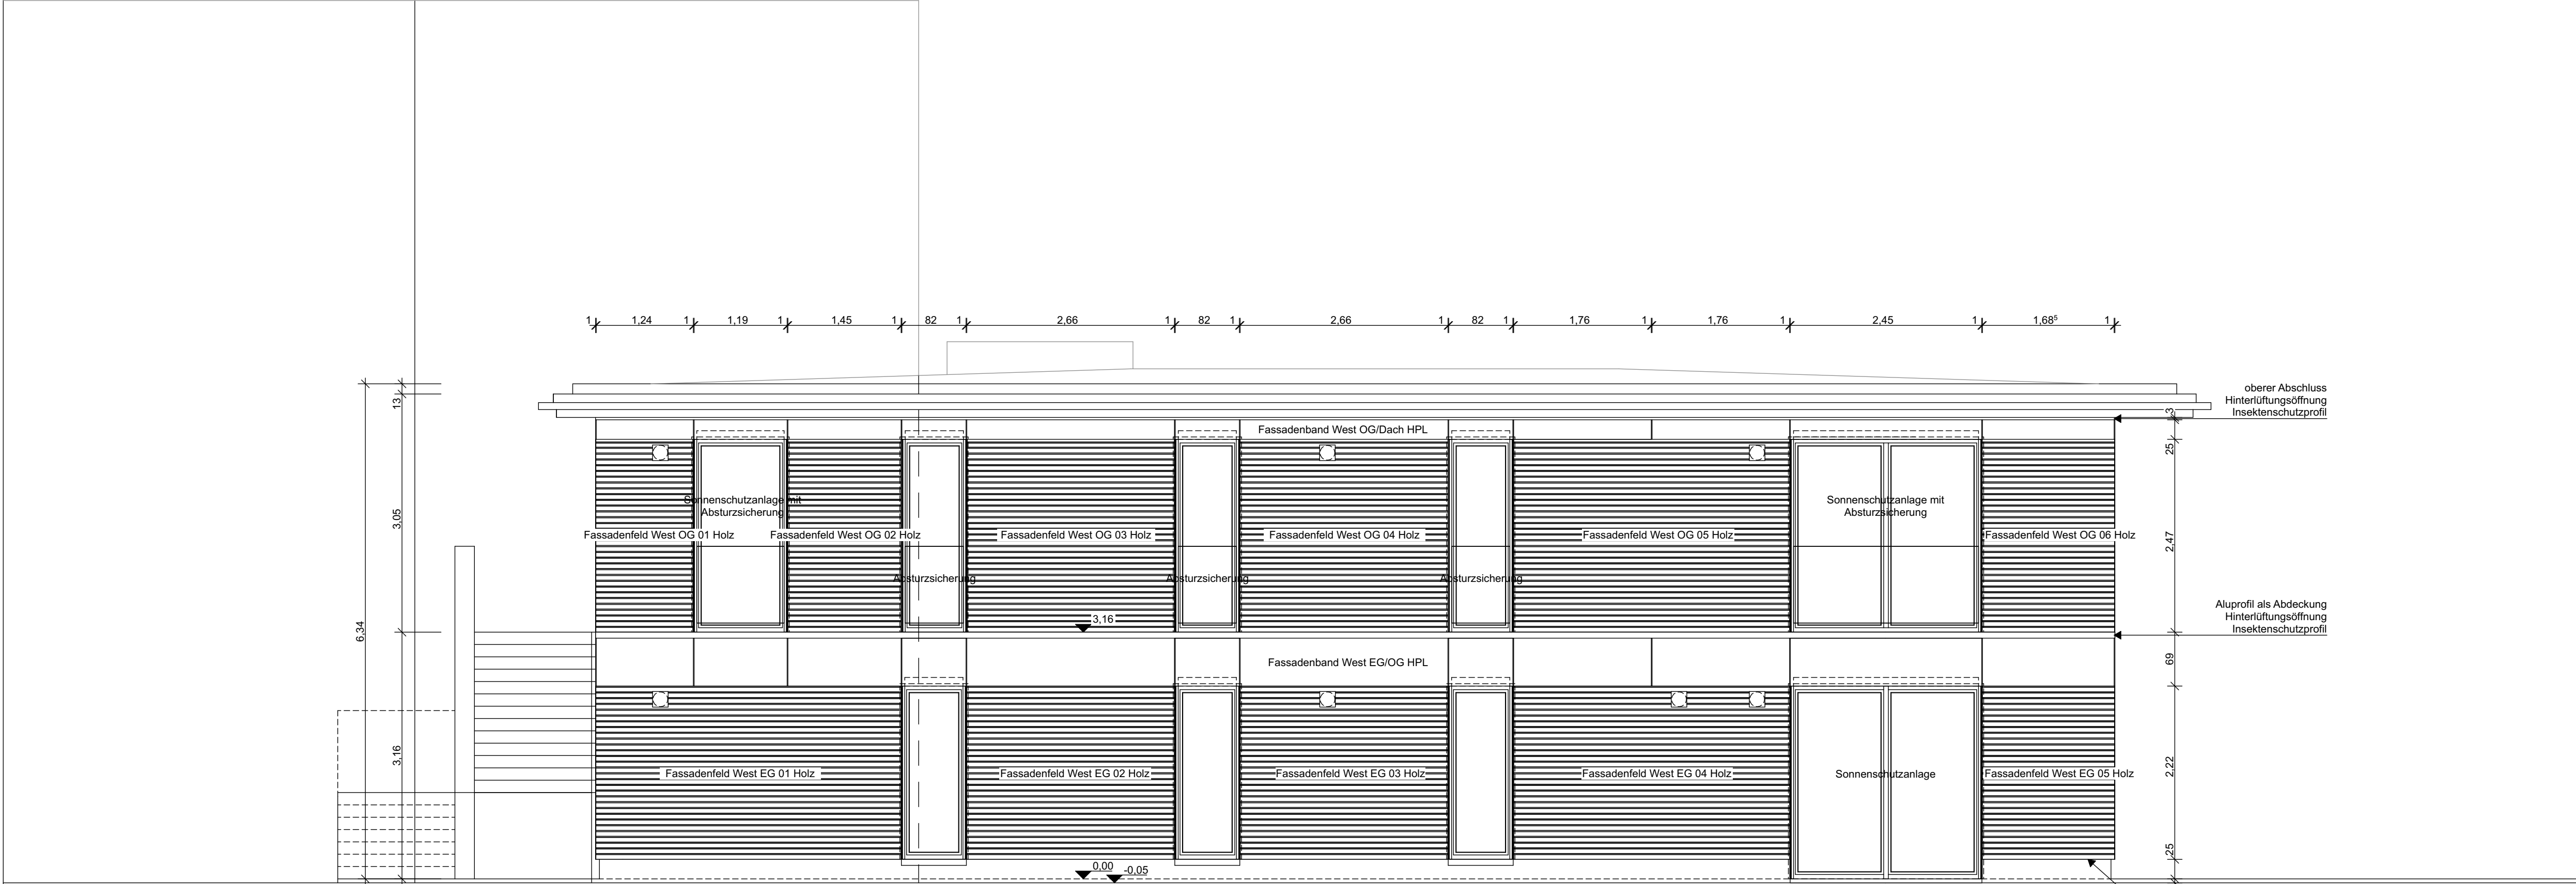 1 1,24 1 1,19 1 1,45 1 82 1 2,66 1 82 1 2,66 1 82 1 1,76 1 1,76 1 2,45 1 1,68⁵ 1
oberer Abschluss
Hinterlüftungsöffnung
Insektenschutzprofil
13
3
Fassadenband West OG/Dach HPL
25
Sonnenschutzanlage mit
Absturzsicherung
Sonnenschutzanlage mit
Absturzsicherung
3,05
Fassadenfeld West OG 01 Holz
Fassadenfeld West OG 02 Holz
Fassadenfeld West OG 03 Holz
Fassadenfeld West OG 04 Holz
Fassadenfeld West OG 05 Holz
Fassadenfeld West OG 06 Holz
2,47
Absturzsicherung
Absturzsicherung
Absturzsicherung
Aluprofil als Abdeckung
Hinterlüftungsöffnung
Insektenschutzprofil
3,16
6,34
Fassadenband West EG/OG HPL
69
3,16
Fassadenfeld West EG 01 Holz
Fassadenfeld West EG 02 Holz
Fassadenfeld West EG 03 Holz
Fassadenfeld West EG 04 Holz
Sonnenschutzanlage
Fassadenfeld West EG 05 Holz
2,22
25
0,00
-0,05